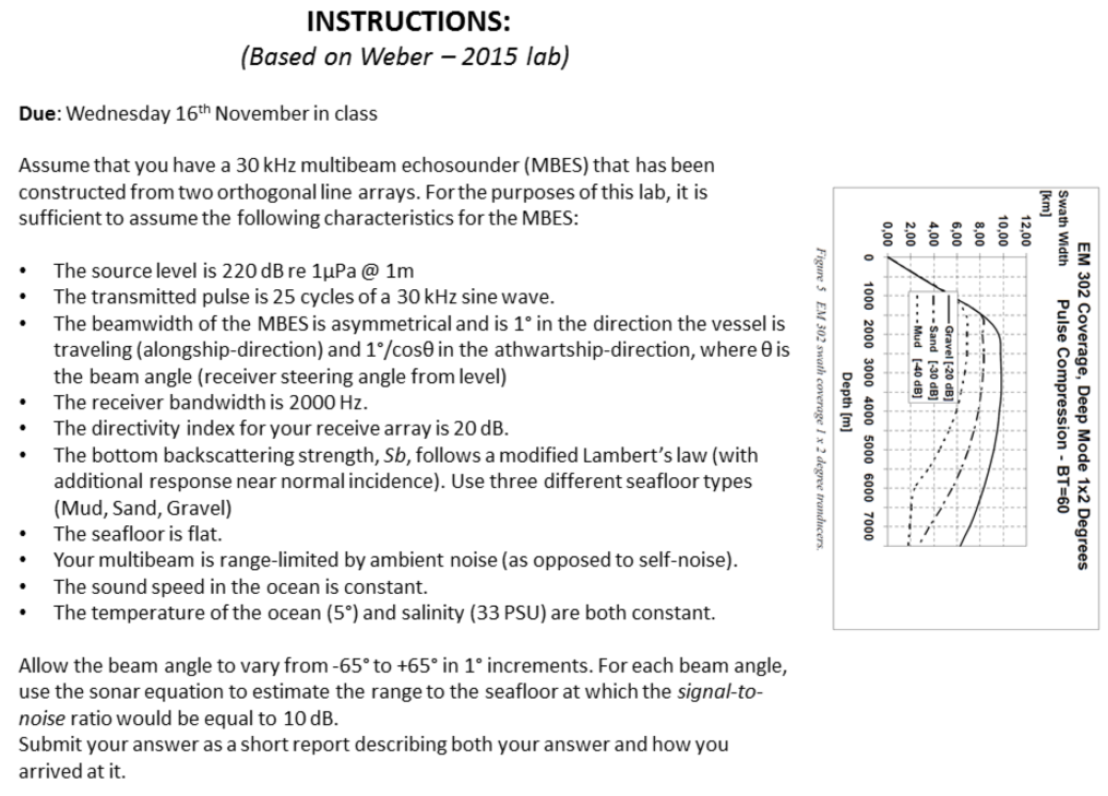 INSTRUCTIONS:
(Based on Weber – 2015 lab)
Due: Wednesday 16th November in class
Assume that you have a 30 kHz multibeam echosounder (MBES) that has been
constructed from two orthogonal line arrays. For the purposes of this lab, it is
sufficient to assume the following characteristics for the MBES:
• The source level is 220 dB re 1µPa @ 1m
• The transmitted pulse is 25 cycles of a 30 kHz sine wave.
• The beamwidth of the MBES is asymmetrical and is 1° in the direction the vessel is
traveling (alongship-direction) and 1°/cosθ in the athwartship-direction, where θ is
the beam angle (receiver steering angle from level)
• The receiver bandwidth is 2000 Hz.
• The directivity index for your receive array is 20 dB.
• The bottom backscattering strength, Sb, follows a modified Lambert's law (with
additional response near normal incidence). Use three different seafloor types
(Mud, Sand, Gravel)
• The seafloor is flat.
• Your multibeam is range-limited by ambient noise (as opposed to self-noise).
• The sound speed in the ocean is constant.
• The temperature of the ocean (5°) and salinity (33 PSU) are both constant.
Allow the beam angle to vary from -65° to +65° in 1° increments. For each beam angle,
use the sonar equation to estimate the range to the seafloor at which the signal-to-
noise ratio would be equal to 10 dB.
Submit your answer as a short report describing both your answer and how you
arrived at it.
EM 302 Coverage, Deep Mode 1x2 Degrees
Pulse Compression - BT=60
Swath Width
[km]
12,00
10,00
8,00
6,00
4,00
2,00
0,00
Gravel [-20 dB]
Sand [-30 dB]
Mud [-40 dB]
0 1000 2000 3000 4000 5000 6000 7000
Depth [m]
Figure 5 EM 302 swath coverage 1 x 2 degree tranducers.